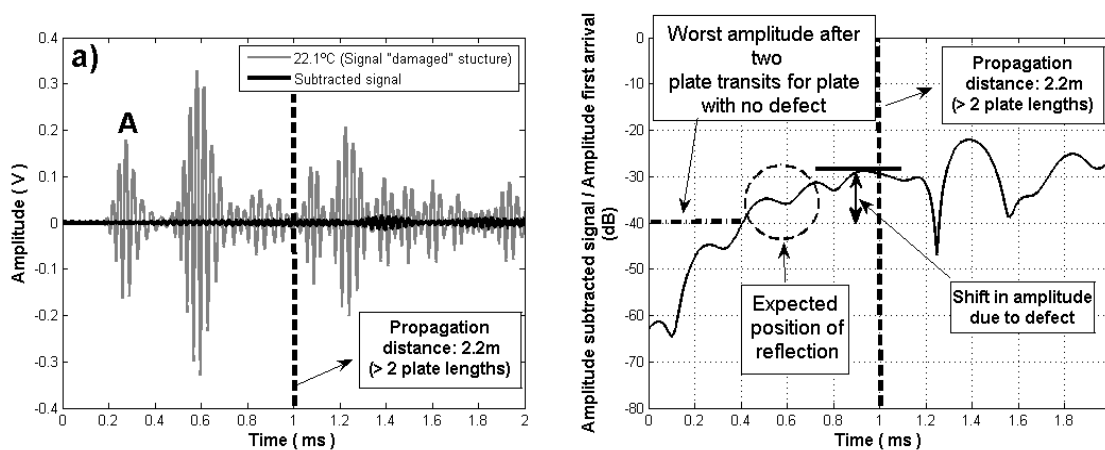 a)
A
22.1ºC (Signal "damaged" stucture)
Subtracted signal
Amplitude ( V )
0.4
0.3
0.2
0.1
0
-0.1
-0.2
-0.3
-0.4
Propagation
distance: 2.2m
(> 2 plate lengths)
0 0.2 0.4 0.6 0.8 1 1.2 1.4 1.6 1.8 2
Time ( ms )
Amplitude subtracted signal / Amplitude first arrival
(dB)
0
-10
-20
-30
-40
-50
-60
-70
-80
Worst amplitude after
two
plate transits for plate
with no defect
Propagation
distance: 2.2m
(> 2 plate lengths)
Expected
position of
reflection
Shift in amplitude
due to defect
0 0.2 0.4 0.6 0.8 1 1.2 1.4 1.6 1.8
Time ( ms )